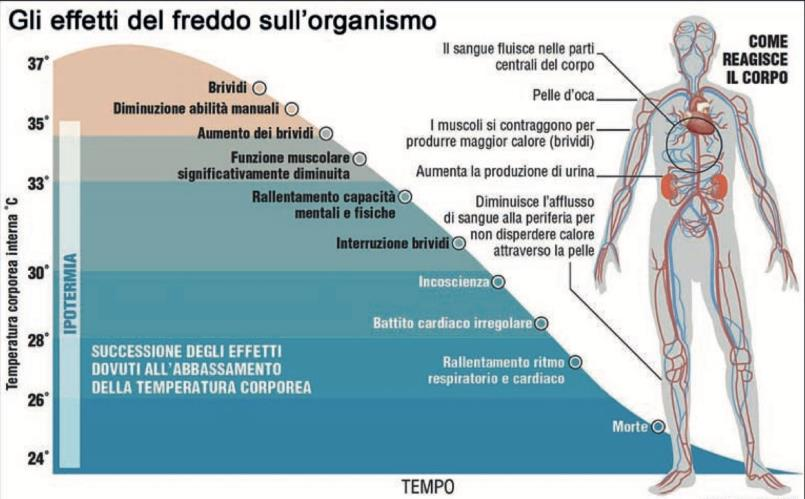 Gli effetti del freddo sull'organismo
37°
35°
33°
30°
28°
26°
24°
Temperatura corporea interna °C
IPOTERMIA
Brividi
Diminuzione abilità manuali
Aumento dei brividi
Funzione muscolare
significativamente diminuita
Rallentamento capacità
mentali e fisiche
Interruzione brividi
Incoscienza
Battito cardiaco irregolare
Rallentamento ritmo
respiratorio e cardiaco
Morte
SUCCESSIONE DEGLI EFFETTI
DOVUTI ALL'ABBASSAMENTO
DELLA TEMPERATURA CORPOREA
TEMPO
COME
REAGISCE
IL CORPO
Il sangue fluisce nelle parti
centrali del corpo
Pelle d'oca
I muscoli si contraggono per
produrre maggior calore (brividi)
Aumenta la produzione di urina
Diminuisce l'afflusso
di sangue alla periferia per
non disperdere calore
attraverso la pelle